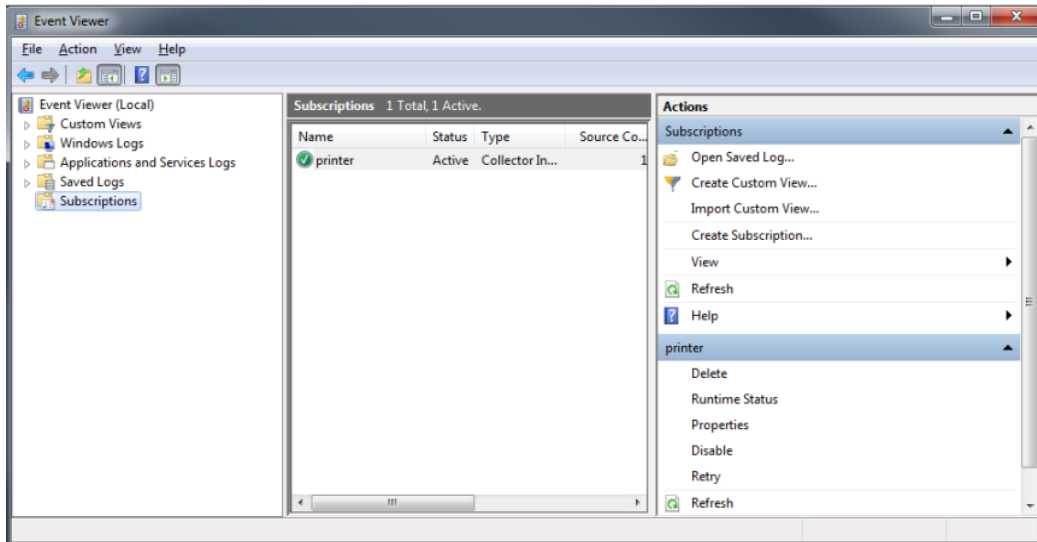 Event Viewer
File Action View Help
Event Viewer (Local)
Custom Views
Windows Logs
Applications and Services Logs
Saved Logs
Subscriptions
Subscriptions 1 Total, 1 Active.
Name Status Type Source Co...
printer Active Collector In... 1
Actions
Subscriptions
Open Saved Log...
Create Custom View...
Import Custom View...
Create Subscription...
View
Refresh
Help
printer
Delete
Runtime Status
Properties
Disable
Retry
Refresh